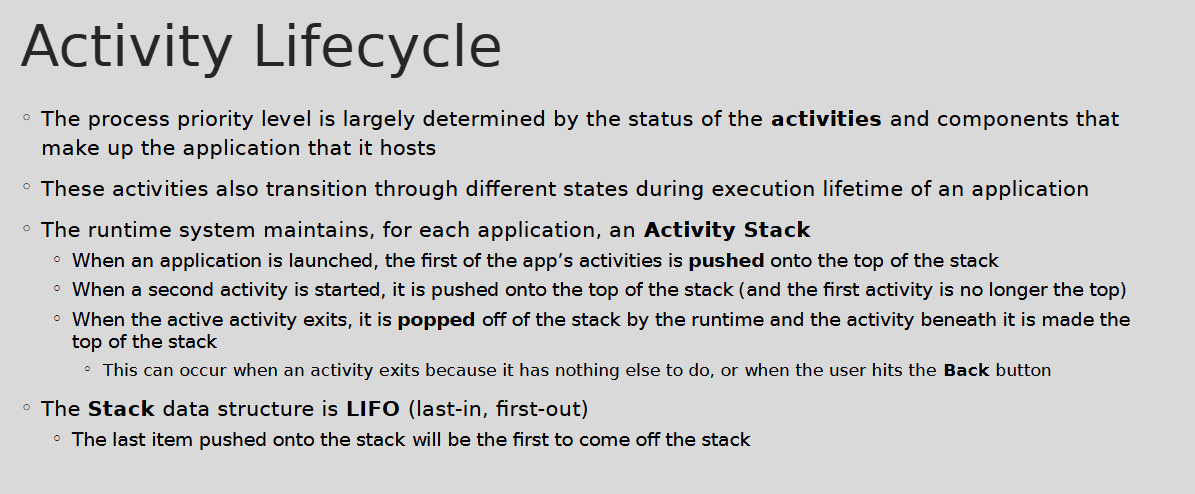 Activity Lifecycle
◦ The process priority level is largely determined by the status of the activities and components that
make up the application that it hosts
◦ These activities also transition through different states during execution lifetime of an application
◦ The runtime system maintains, for each application, an Activity Stack
◦ When an application is launched, the first of the app’s activities is pushed onto the top of the stack
◦ When a second activity is started, it is pushed onto the top of the stack (and the first activity is no longer the top)
◦ When the active activity exits, it is popped off of the stack by the runtime and the activity beneath it is made the
top of the stack
◦ This can occur when an activity exits because it has nothing else to do, or when the user hits the Back button
◦ The Stack data structure is LIFO (last-in, first-out)
◦ The last item pushed onto the stack will be the first to come off the stack